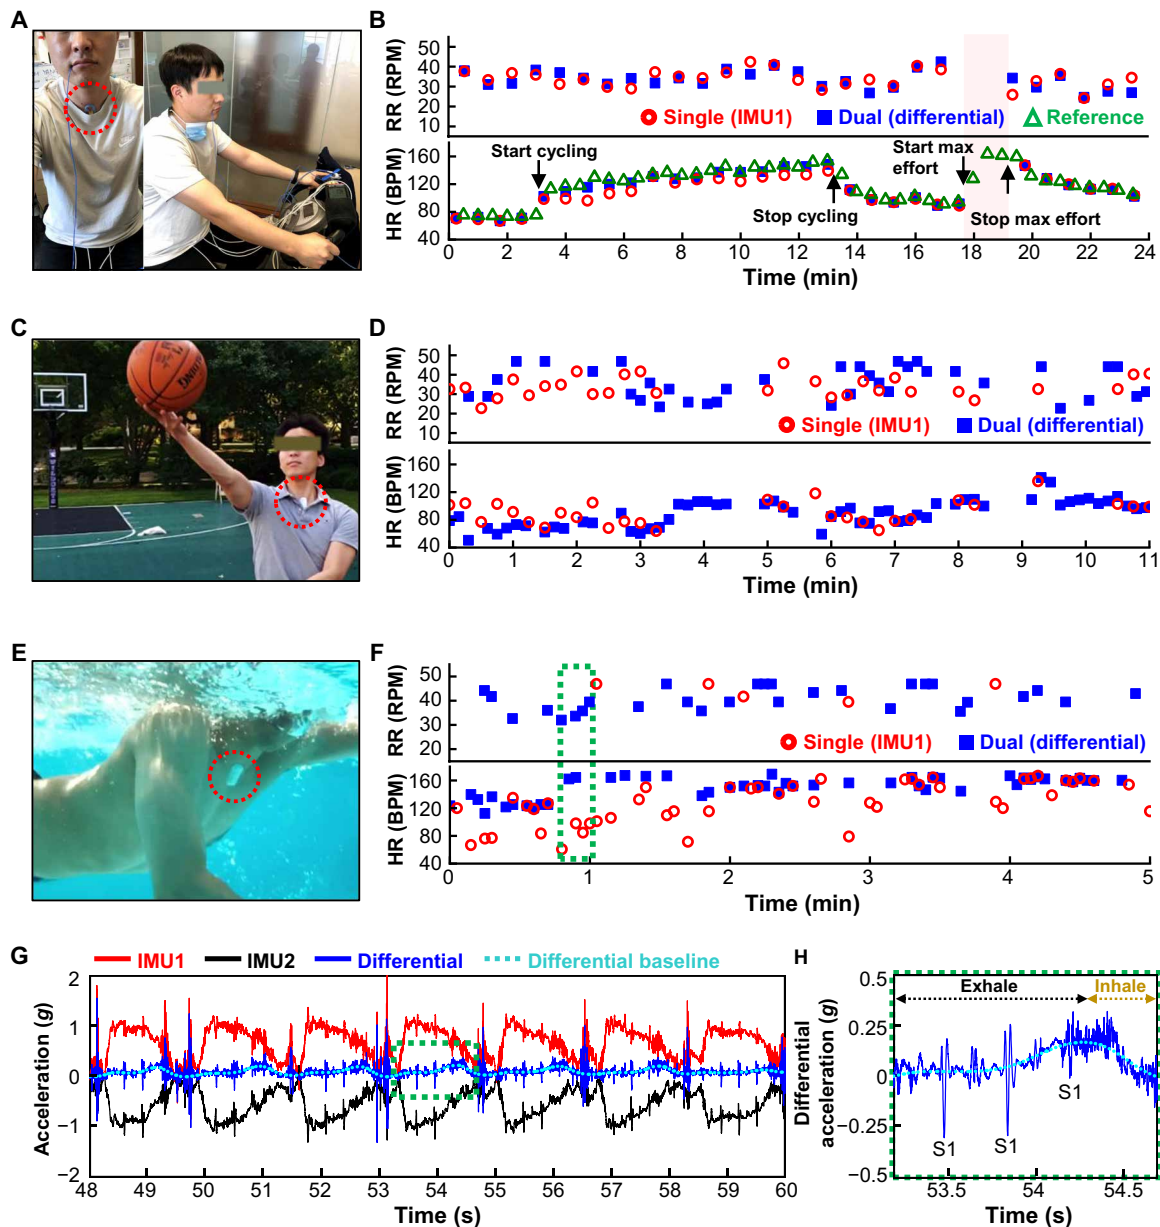 A
B
RR (RPM)
50
40
30
20
10
Single (IMU1)
Dual (differential)
Reference
HR (BPM)
160
120
80
40
Start cycling
Stop cycling
Start max
effort
Stop max effort
0 2 4 6 8 10 12 14 16 18 20 22 24
Time (min)
C
D
RR (RPM)
50
40
30
20
10
Single (IMU1)
Dual (differential)
HR (BPM)
160
120
80
40
0 1 2 3 4 5 6 7 8 9 10 11
Time (min)
E
F
RR (RPM)
50
40
30
20
10
Single (IMU1)
Dual (differential)
HR (BPM)
160
120
80
40
0 1 2 3 4 5
Time (min)
G
IMU1
IMU2
Differential
Differential baseline
Acceleration (g)
2
1
0
−1
−2
48 49 50 51 52 53 54 55 56 57 58 59 60
Time (s)
H
Differential
acceleration (g)
0.5
0.25
0
−0.25
−0.5
Exhale
Inhale
S1
S1
S1
53.5 54 54.5
Time (s)